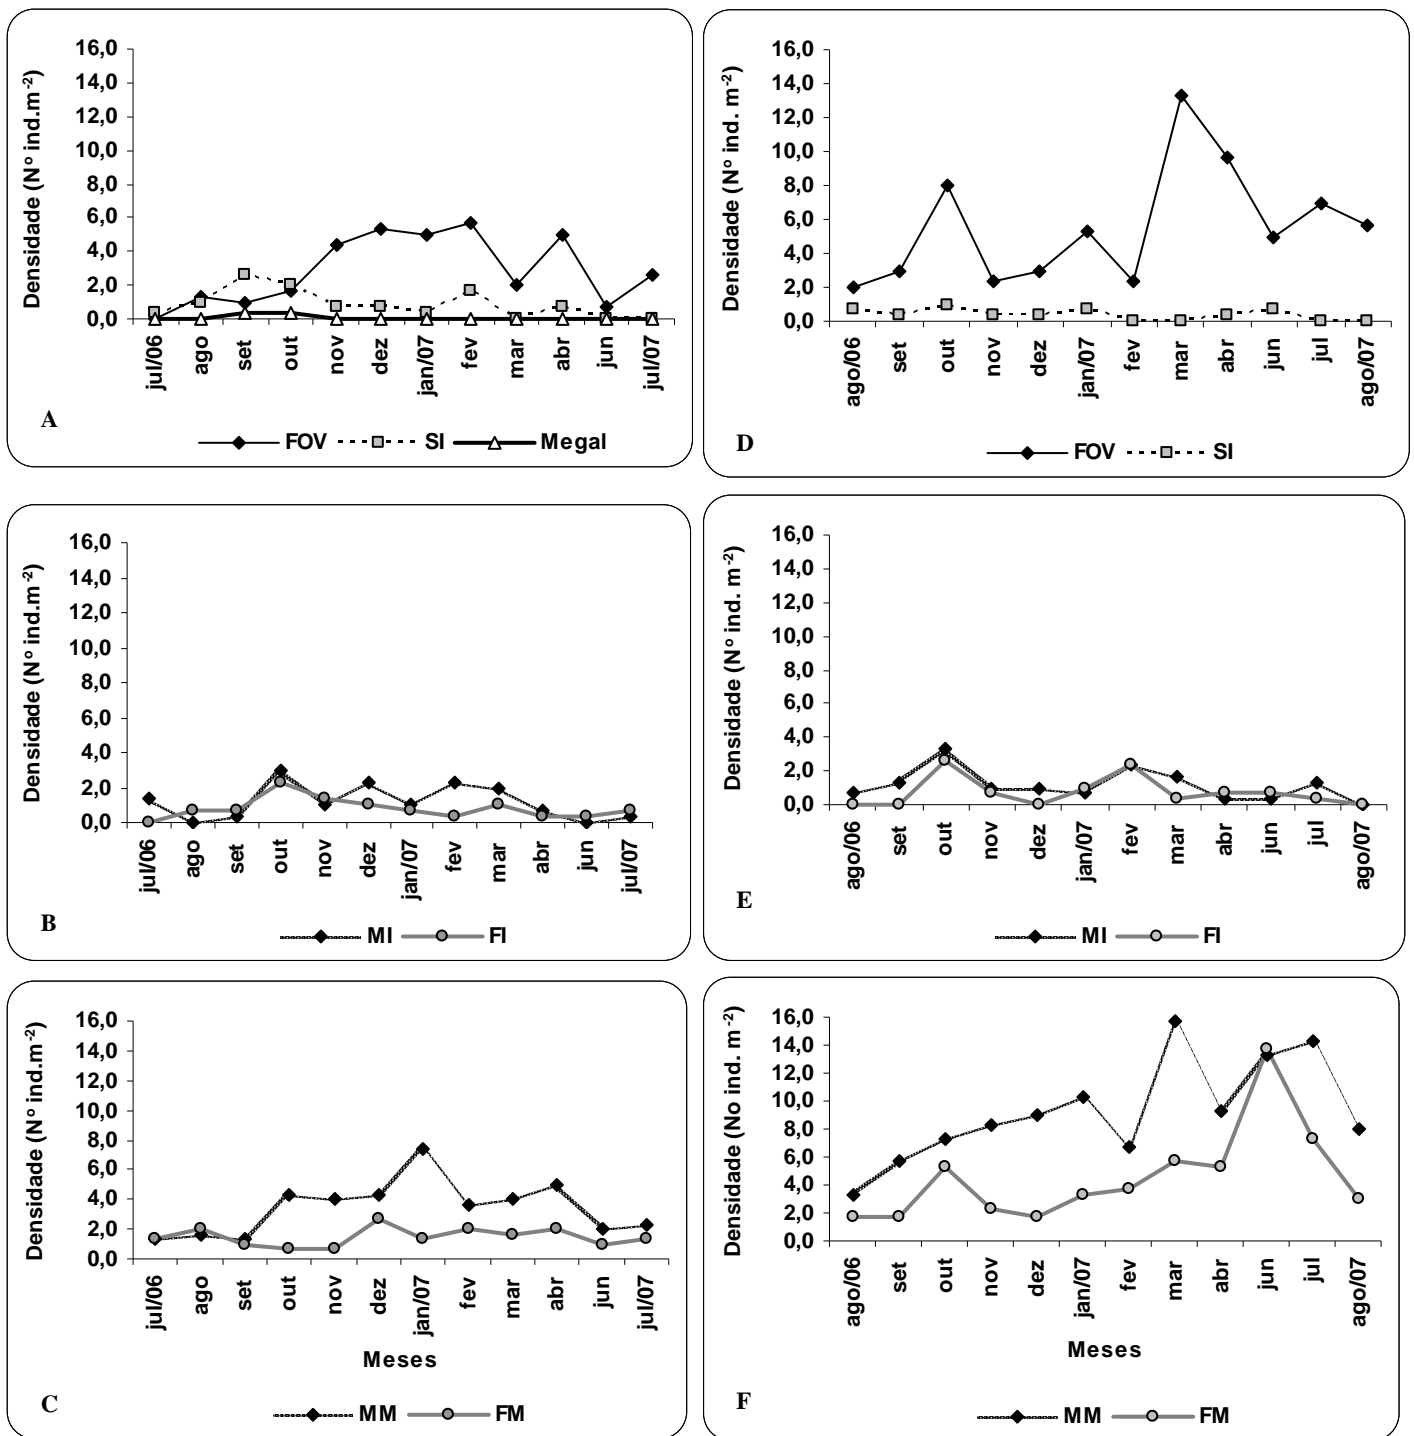 Densidade (Nº ind.m-²)
16,0
14,0
12,0
10,0
8,0
6,0
4,0
2,0
0,0
jul/06 ago set out nov dez jan/07 fev mar abr jun jul/07
A
FOV SI Megal
Densidade (Nº ind. m-²)
16,0
14,0
12,0
10,0
8,0
6,0
4,0
2,0
0,0
ago/06 set out nov dez jan/07 fev mar abr jun jul ago/07
D
FOV SI
Densidade (Nº ind.m-²)
16,0
14,0
12,0
10,0
8,0
6,0
4,0
2,0
0,0
jul/06 ago set out nov dez jan/07 fev mar abr jun jul/07
B
MI FI
Densidade (Nº ind. m-²)
16,0
14,0
12,0
10,0
8,0
6,0
4,0
2,0
0,0
ago/06 set out nov dez jan/07 fev mar abr jun jul ago/07
E
MI FI
Densidade (Nº ind.m-²)
16,0
14,0
12,0
10,0
8,0
6,0
4,0
2,0
0,0
jul/06 ago set out nov dez jan/07 fev mar abr jun jul/07
Meses
C
MM FM
Densidade (No ind. m-²)
16,0
14,0
12,0
10,0
8,0
6,0
4,0
2,0
0,0
ago/06 set out nov dez jan/07 fev mar abr jun jul ago/07
Meses
F
MM FM